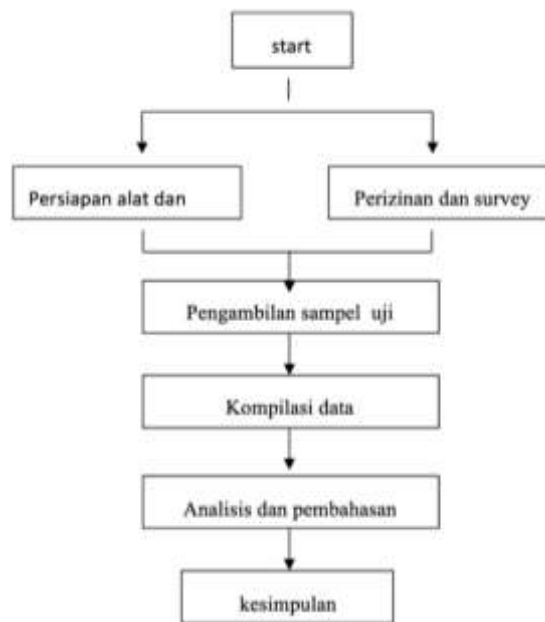 start
Persiapan alat dan
Perizinan dan survey
Pengambilan sampel uji
Kompilasi data
Analisis dan pembahasan
kesimpulan